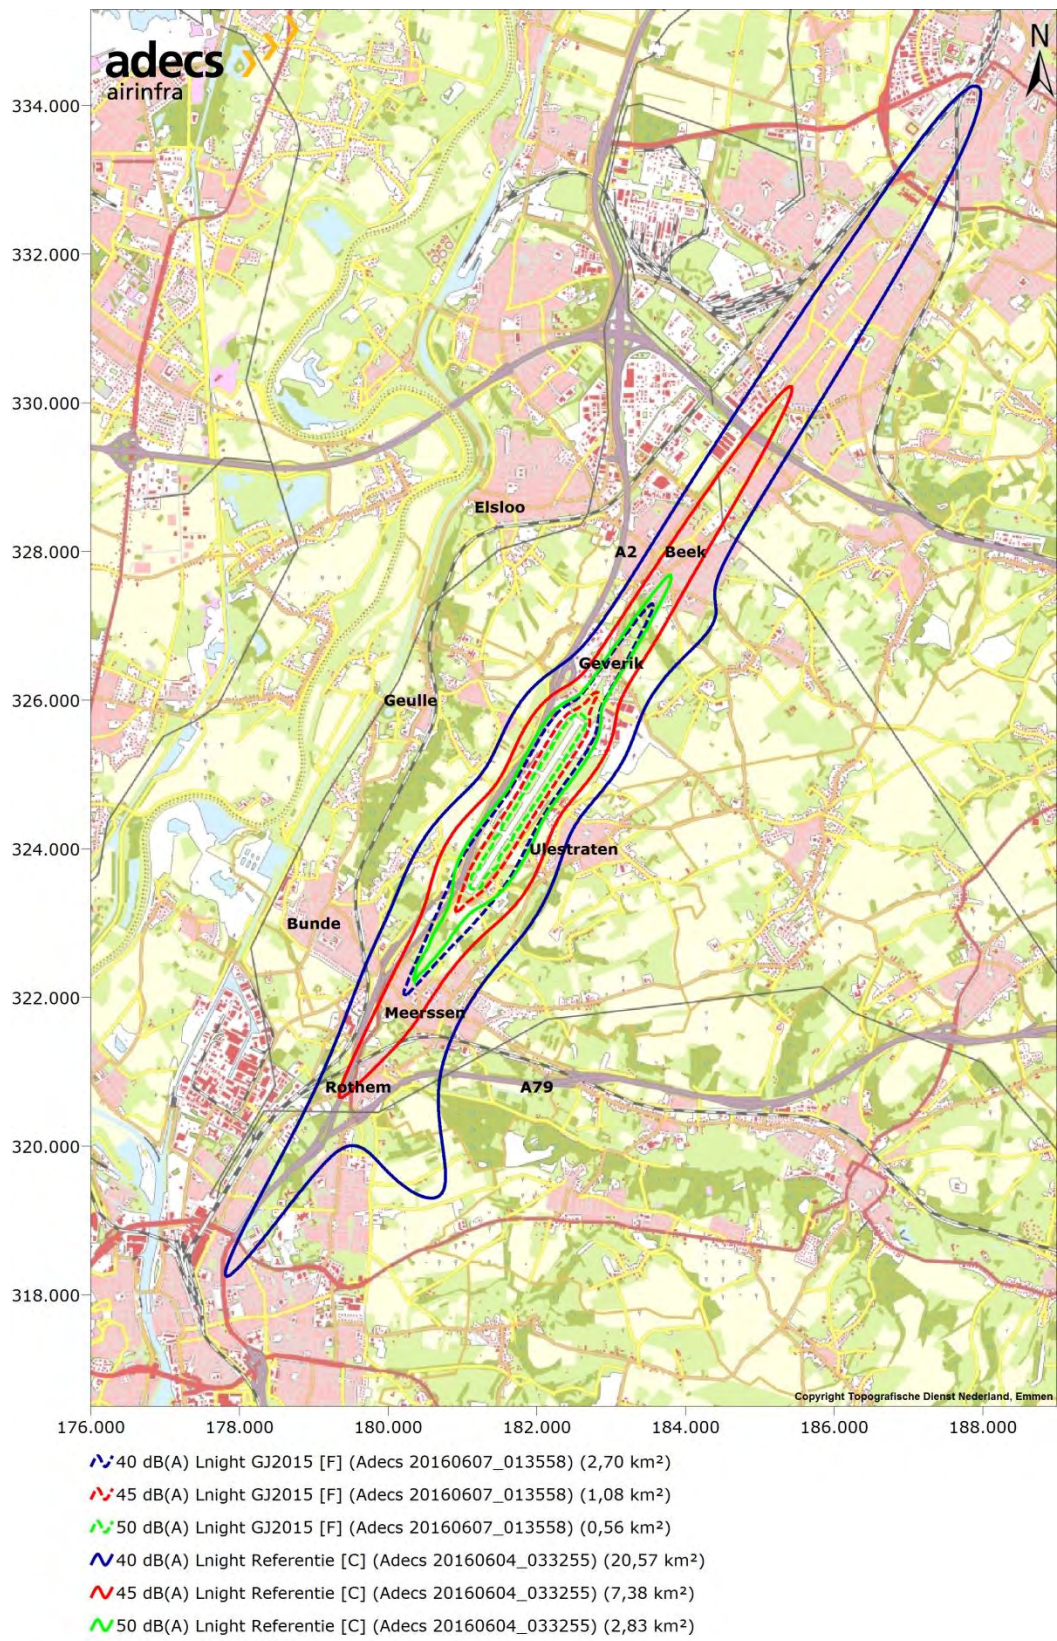 adecs
airinfra
N
334.000
332.000
330.000
Elsloo
328.000
A2
Beek
Geverik
326.000
Geulle
324.000
Ulestraten
Bunde
322.000
Meerssen
Rothem
A79
320.000
318.000
Copyright Topografische Dienst Nederland, Emmen
176.000
178.000
180.000
182.000
184.000
186.000
188.000
40 dB(A) Lnight GJ2015 [F] (Adecs 20160607_013558) (2,70 km²)
45 dB(A) Lnight GJ2015 [F] (Adecs 20160607_013558) (1,08 km²)
50 dB(A) Lnight GJ2015 [F] (Adecs 20160607_013558) (0,56 km²)
40 dB(A) Lnight Referentie [C] (Adecs 20160604_033255) (20,57 km²)
45 dB(A) Lnight Referentie [C] (Adecs 20160604_033255) (7,38 km²)
50 dB(A) Lnight Referentie [C] (Adecs 20160604_033255) (2,83 km²)